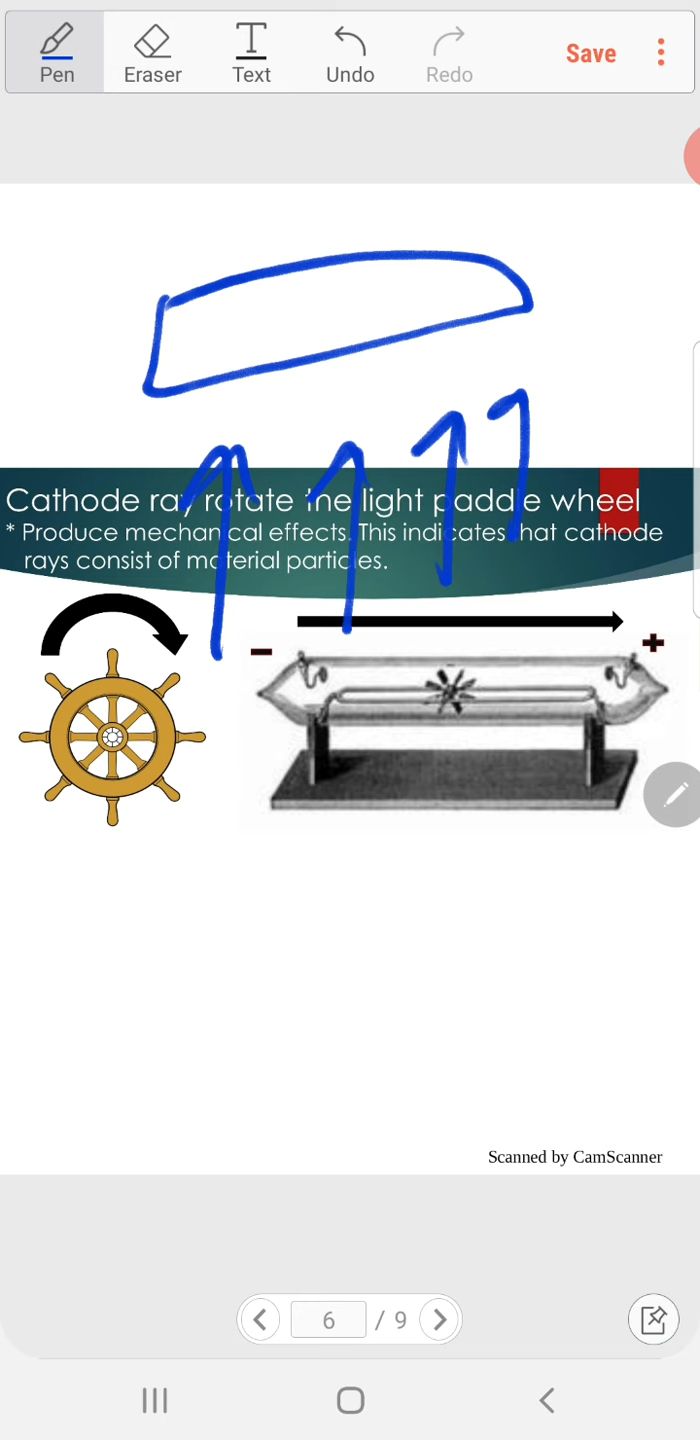 Pen Eraser Text Undo Redo Save
Cathode ray rotate the light paddle wheel
* Produce mechanical effects. This indicates that cathode
rays consist of material particles.
- +
Scanned by CamScanner
6 / 9